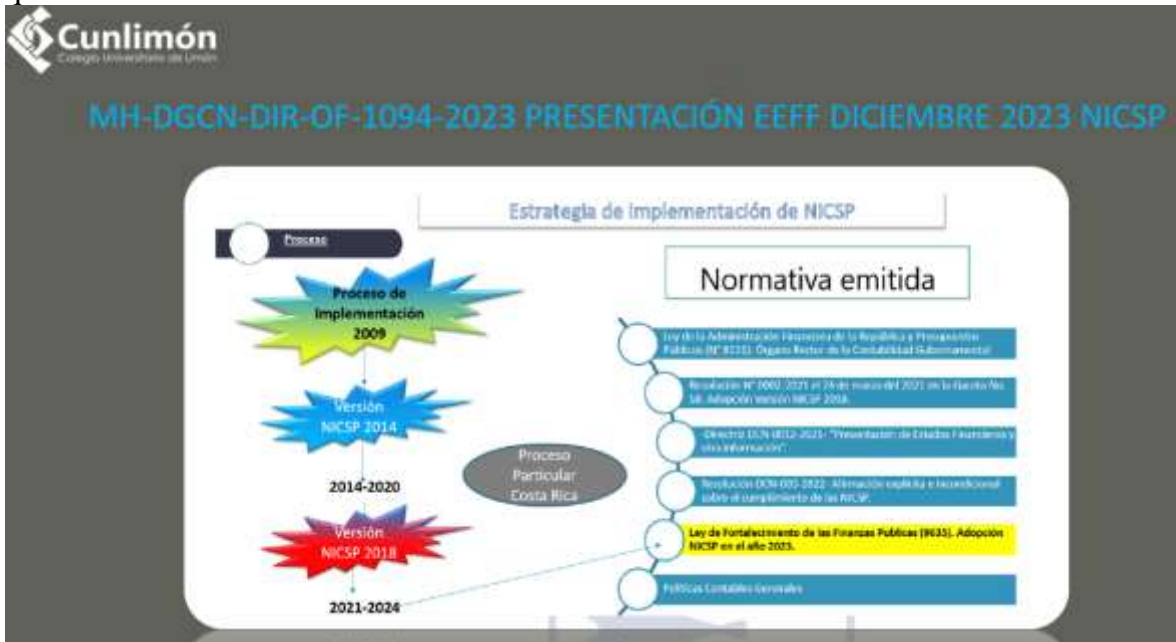 Cunlimón
Colegio Universitario de Limón
MH-DGCN-DIR-OF-1094-2023 PRESENTACIÓN EEFF DICIEMBRE 2023 NICSP
Estrategia de Implementación de NICSP
Proceso
Proceso de
Implementación
2009
Versión
NICSP 2014
2014-2020
Versión
NICSP 2018
2021-2024
Proceso
Particular
Costa Rica
Normativa emitida
Ley de la Administración Financiera de la República y Presupuestos
Públicos (N° 8131). Órgano Rector de la Contabilidad Gubernamental
Resolución N° 0002-2021 el 24 de marzo del 2021 en la Gaceta No.
58. Adopción Versión NICSP 2018.
Directriz DCN-0012-2021- "Presentación de Estados Financieros y
otra información".
Resolución DCN-003-2022- Afirmación explícita e incondicional
sobre el cumplimiento de las NICSP.
Ley de Fortalecimiento de las Finanzas Publicas (9635). Adopción
NICSP en el año 2023.
Políticas Contables Generales